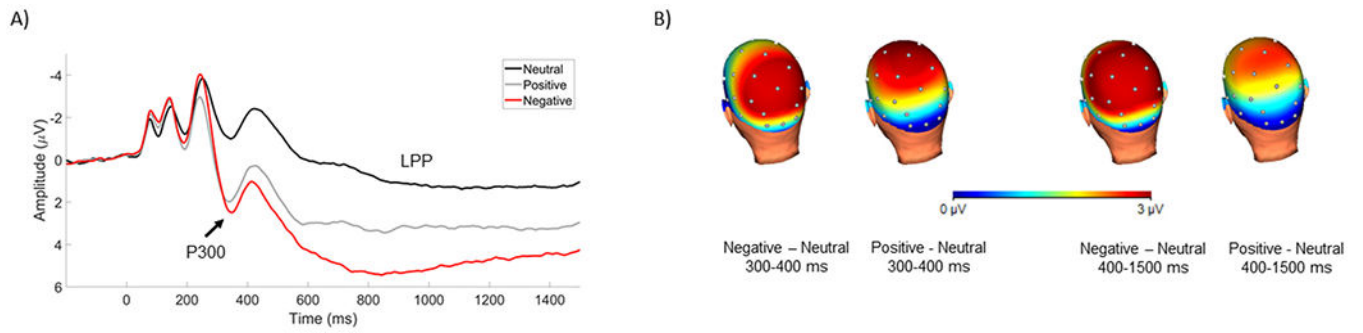 A)
-4
-2
0
2
4
6
Amplitude (µV)
Neutral
Positive
Negative
LPP
P300
0
200
400
600
800
1000
1200
1400
Time (ms)
B)
0 µV
3 µV
Negative – Neutral
300-400 ms
Positive - Neutral
300-400 ms
Negative – Neutral
400-1500 ms
Positive - Neutral
400-1500 ms